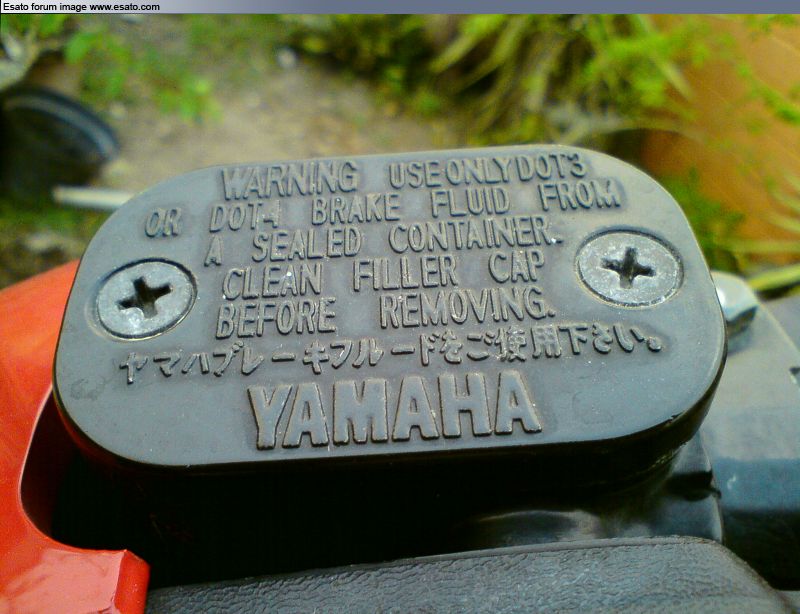 Esato forum image www.esato.com
WARNING USE ONLY DOT3
OR DOT4 BRAKE FLUID FROM
A SEALED CONTAINER.
CLEAN FILLER CAP
BEFORE REMOVING.
ヤマハブレーキフルードをご使用下さい。
YAMAHA